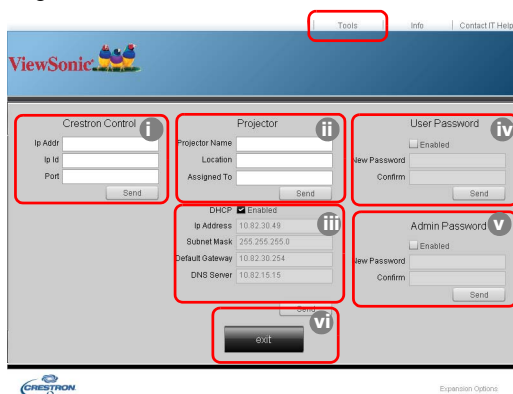 Tools
Info
Contact IT Help
ViewSonic
Crestron Control
i
Ip Addr
Ip Id
Port
Send
Projector
ii
Projector Name
Location
Assigned To
Send
DHCP Enabled
iii
Ip Address 10.82.30.49
Subnet Mask 255.255.255.0
Default Gateway 10.82.30.254
DNS Server 10.82.15.15
Send
vi
exit
User Password
iv
Enabled
New Password
Confirm
Send
Admin Password
v
Enabled
New Password
Confirm
Send
CRESTRON
Expansion Options